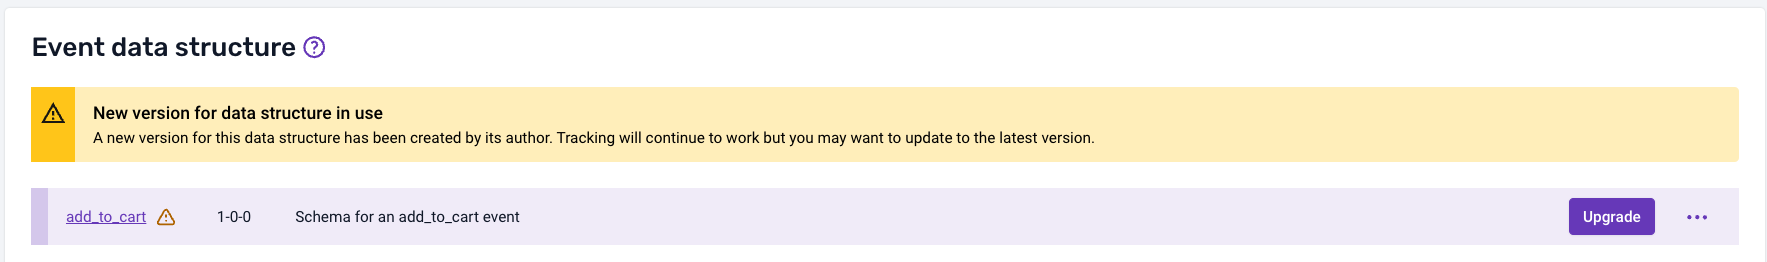 Event data structure
New version for data structure in use
A new version for this data structure has been created by its author. Tracking will continue to work but you may want to update to the latest version.
add_to_cart 1-0-0 Schema for an add_to_cart event Upgrade